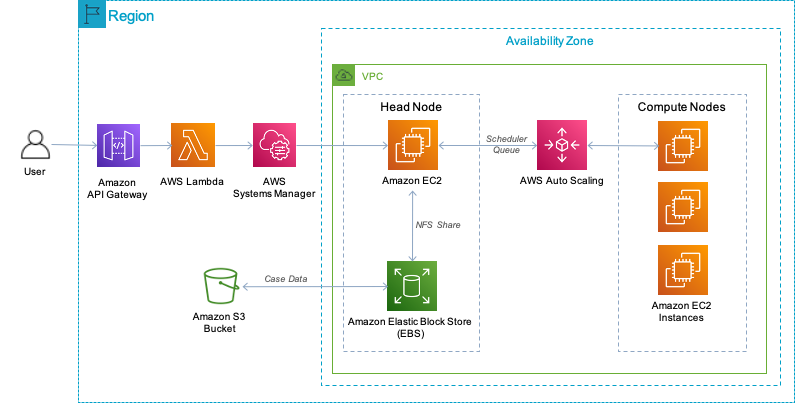 Region
Availability Zone
VPC
Head Node
Compute Nodes
Scheduler
Queue
User
Amazon
API Gateway
AWS Lambda
AWS
Systems Manager
Amazon EC2
AWS Auto Scaling
NFS Share
Case Data
Amazon S3
Bucket
Amazon Elastic Block Store
(EBS)
Amazon EC2
Instances